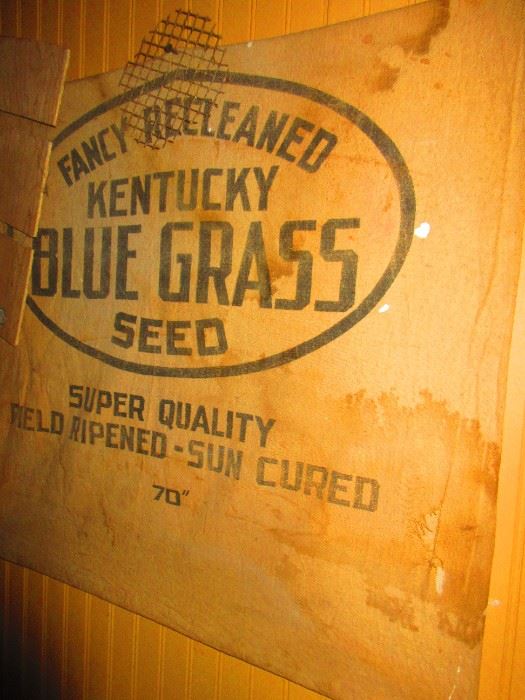 FANCY RECLEANED
KENTUCKY
BLUE GRASS
SEED
SUPER QUALITY
FIELD RIPENED - SUN CURED
70"